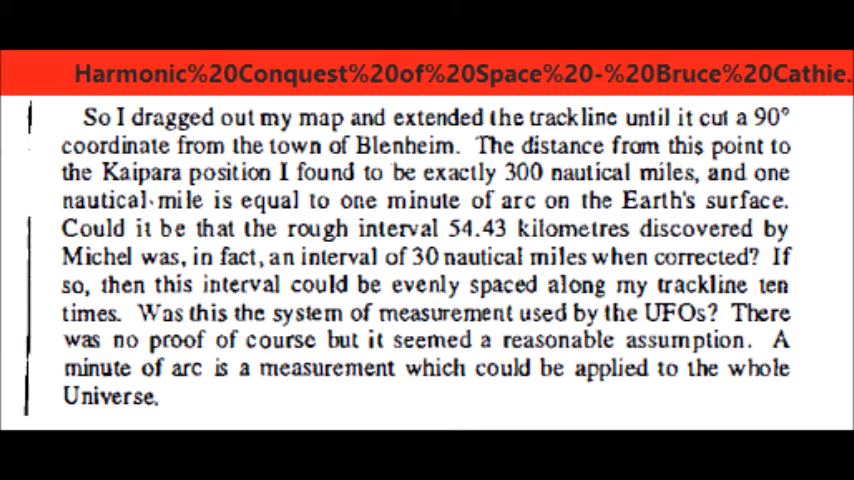 Harmonic%20Conquest%20of%20Space%20-%20Bruce%20Cathie.
So I dragged out my map and extended the trackline until it cut a 90°
coordinate from the town of Blenheim. The distance from this point to
the Kaipara position I found to be exactly 300 nautical miles, and one
nautical mile is equal to one minute of arc on the Earth's surface.
Could it be that the rough interval 54.43 kilometres discovered by
Michel was, in fact, an interval of 30 nautical miles when corrected? If
so, then this interval could be evenly spaced along my trackline ten
times. Was this the system of measurement used by the UFOs? There
was no proof of course but it seemed a reasonable assumption. A
minute of arc is a measurement which could be applied to the whole
Universe.